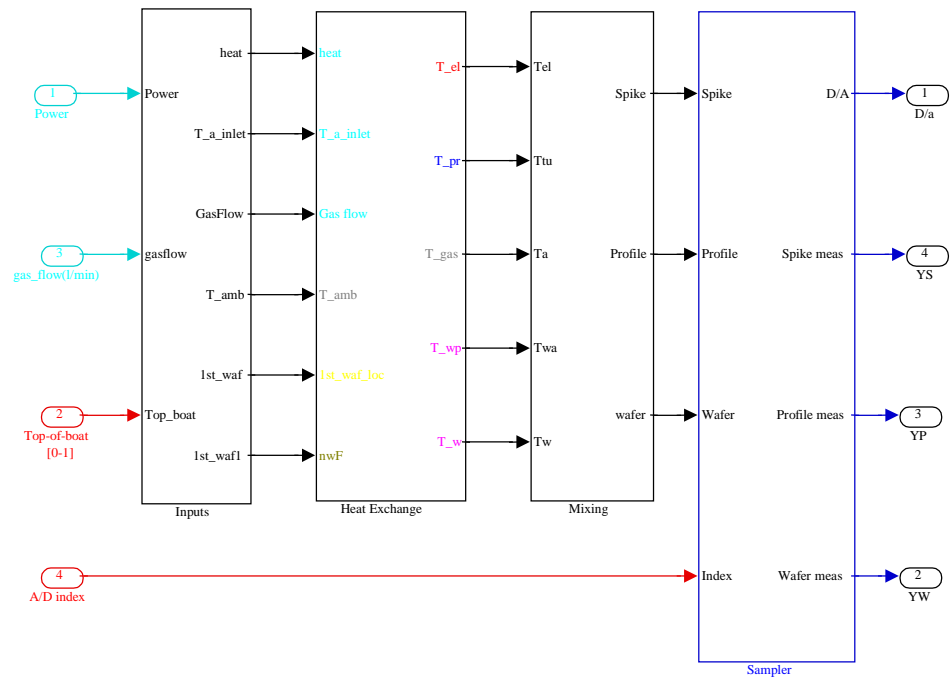 1
Power
3
gas_flow(l/min)
2
Top-of-boat
[0-1]
4
A/D index
Power
gasflow
Top_boat
heat
T_a_inlet
GasFlow
T_amb
1st_waf
1st_waf1
Inputs
heat
T_a_inlet
Gas flow
T_amb
1st_waf_loc
nwF
T_el
T_pr
T_gas
T_wp
T_w
Heat Exchange
Tel
Ttu
Ta
Twa
Tw
Spike
Profile
wafer
Mixing
Spike
Profile
Wafer
Index
D/A
Spike meas
Profile meas
Wafer meas
Sampler
1
D/a
4
YS
3
YP
2
YW